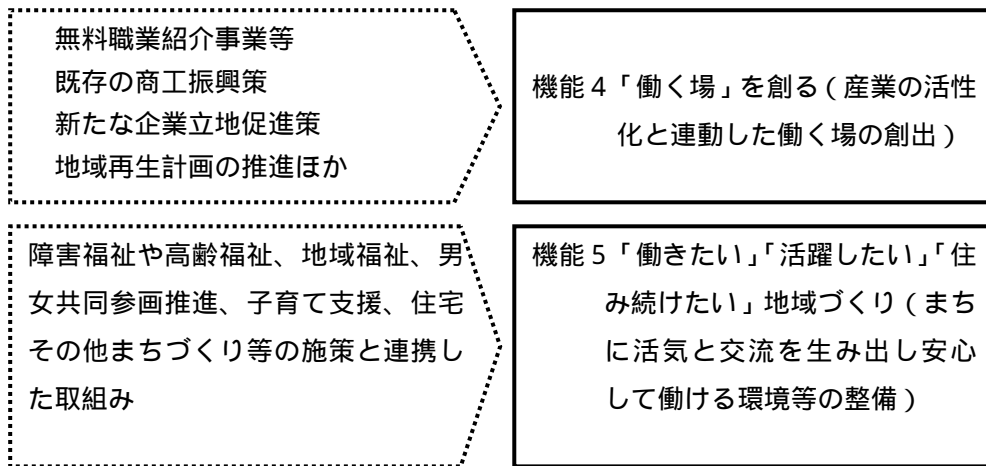 無料職業紹介事業等
既存の商工振興策
新たな企業立地促進策
地域再生計画の推進ほか
機能4「働く場」を創る(産業の活性
化と連動した働く場の創出)
障害福祉や高齢福祉、地域福祉、男
女共同参画推進、子育て支援、住宅
その他まちづくり等の施策と連携し
た取組み
機能5「働きたい」「活躍したい」「住
み続けたい」地域づくり(まち
に活気と交流を生み出し安心
して働ける環境等の整備)